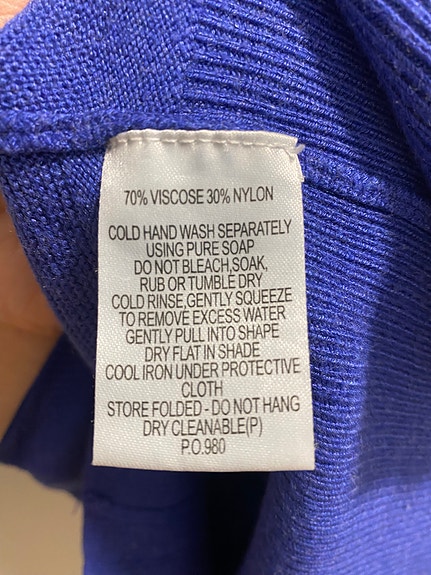 70% VISCOSE 30% NYLON
COLD HAND WASH SEPARATELY
USING PURE SOAP
DO NOT BLEACH,SOAK,
RUB OR TUMBLE DRY
COLD RINSE,GENTLY SQUEEZE
TO REMOVE EXCESS WATER
GENTLY PULL INTO SHAPE
DRY FLAT IN SHADE
COOL IRON UNDER PROTECTIVE
CLOTH
STORE FOLDED - DO NOT HANG
DRY CLEANABLE(P)
P.O.980